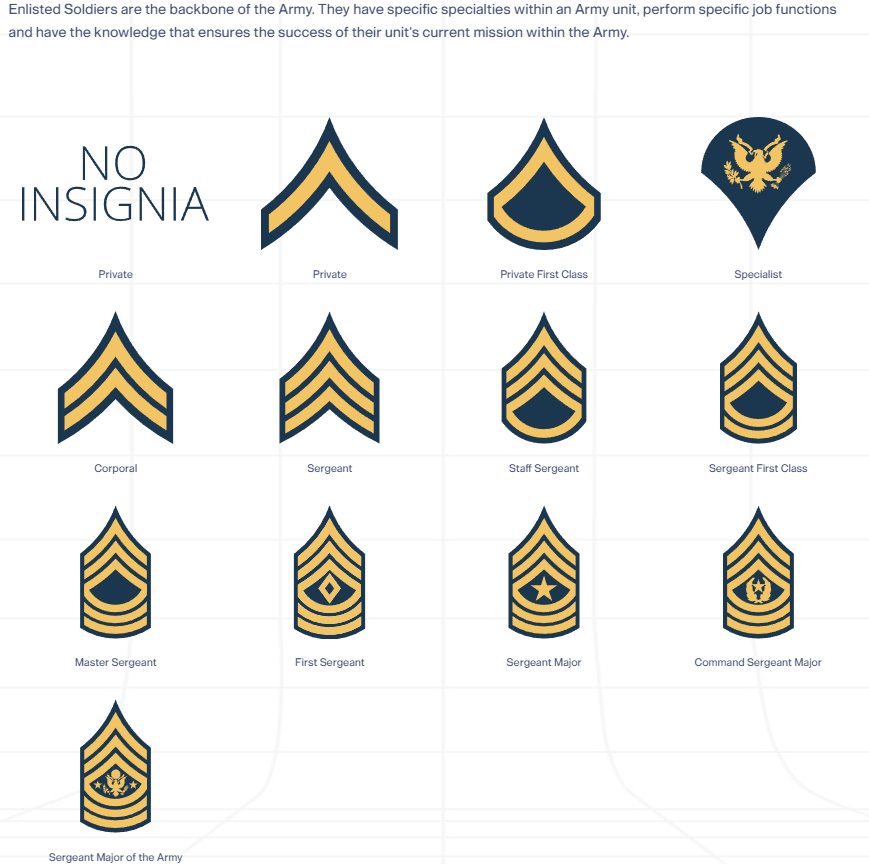 Enlisted Soldiers are the backbone of the Army. They have specific specialties within an Army unit, perform specific job functions
and have the knowledge that ensures the success of their unit's current mission within the Army.
NO
INSIGNIA
Private
Private
Private First Class
Specialist
Corporal
Sergeant
Staff Sergeant
Sergeant First Class
Master Sergeant
First Sergeant
Sergeant Major
Command Sergeant Major
Sergeant Major of the Army